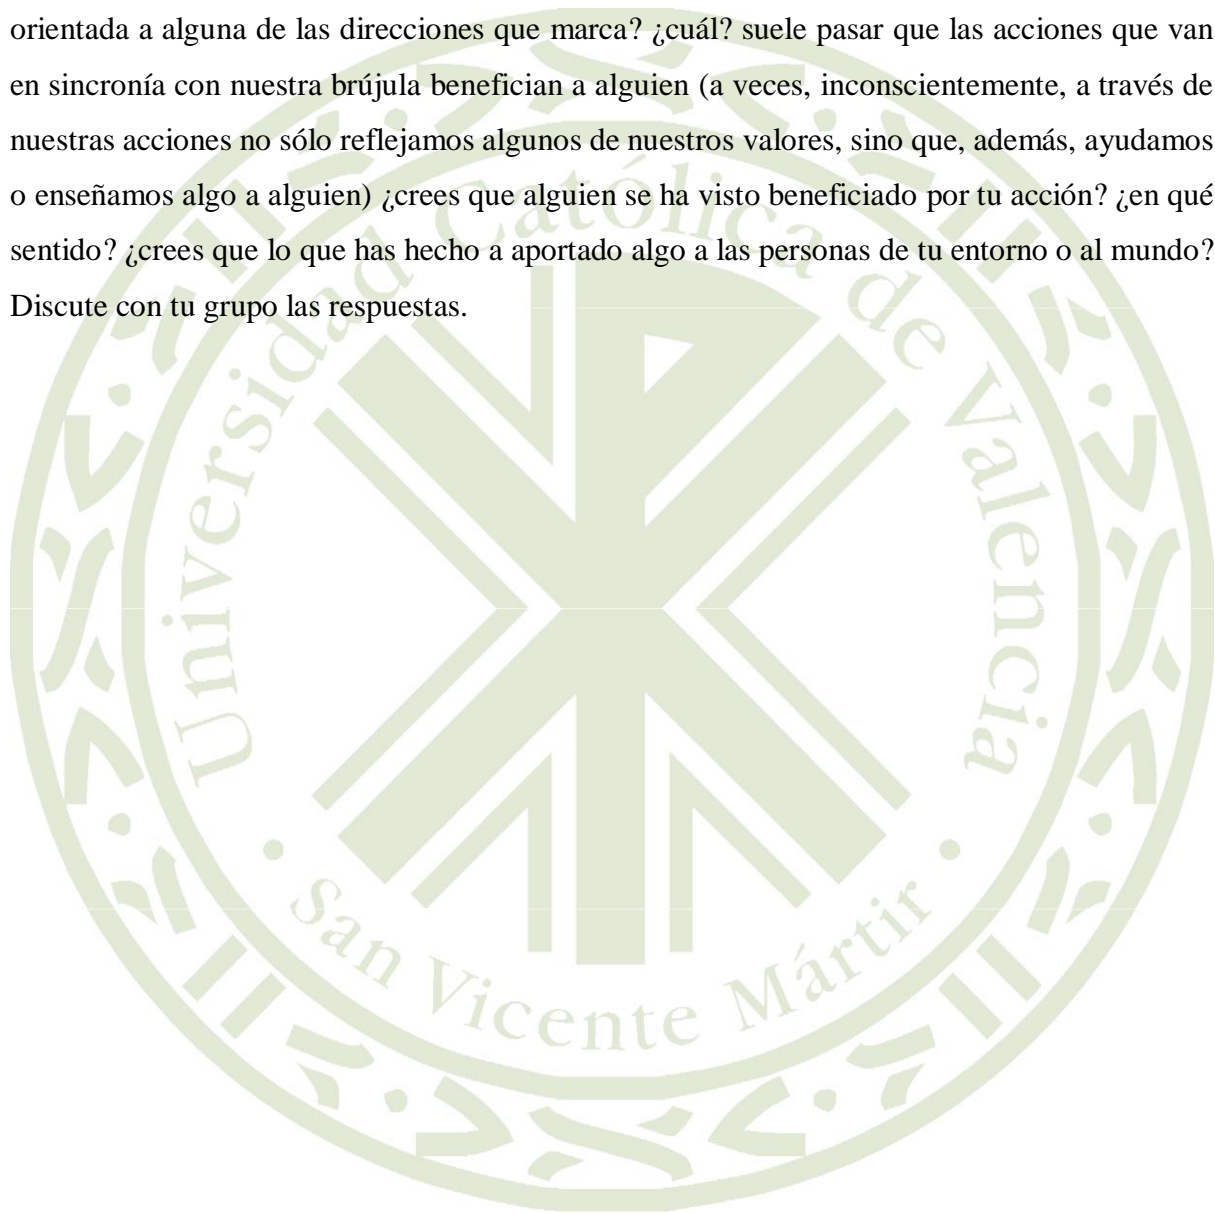 orientada a alguna de las direcciones que marca? ¿cuál? suele pasar que las acciones que van
en sincronía con nuestra brújula benefician a alguien (a veces, inconscientemente, a través de
nuestras acciones no sólo reflejamos algunos de nuestros valores, sino que, además, ayudamos
o enseñamos algo a alguien) ¿crees que alguien se ha visto beneficiado por tu acción? ¿en qué
sentido? ¿crees que lo que has hecho a aportado algo a las personas de tu entorno o al mundo?
Discute con tu grupo las respuestas.
Universidad Católica de Valencia
• San Vicente Mártir •